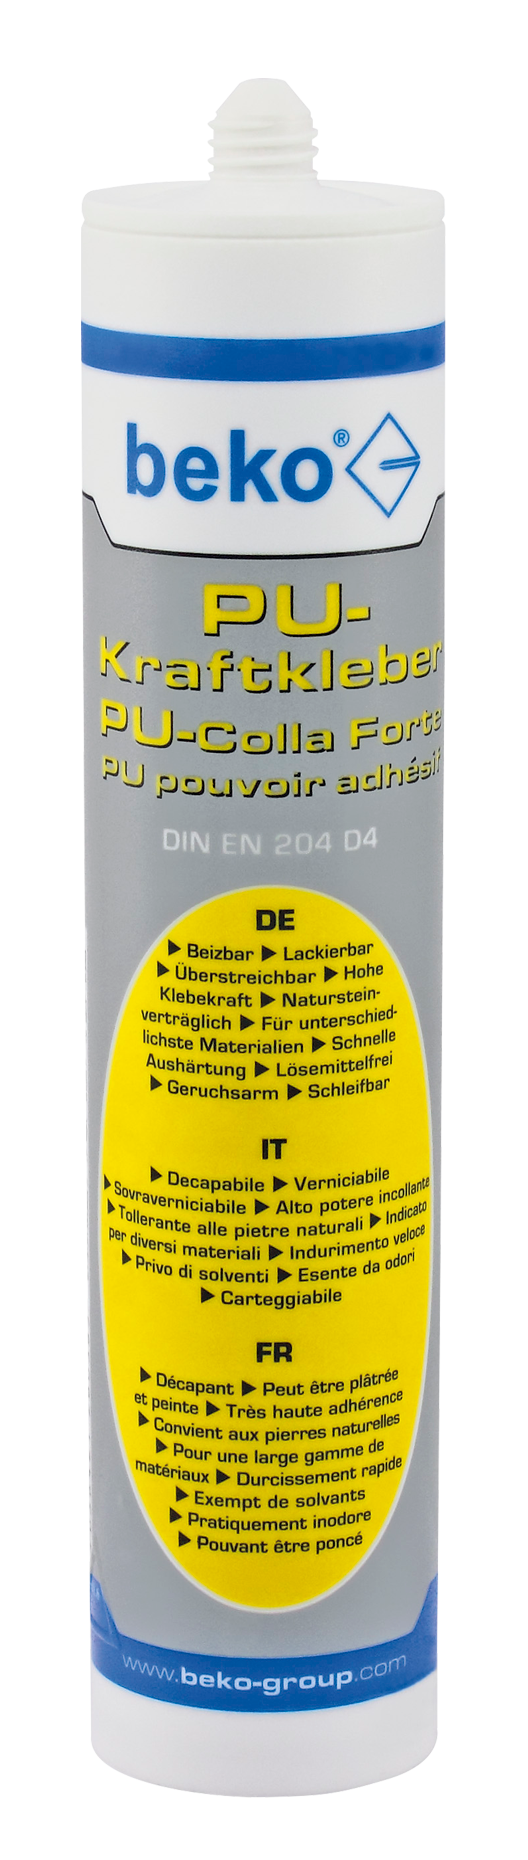 beko®
PU-
Kraftkleber
PU-Colla Forte
PU pouvoir adhésif
DIN EN 204 D4
DE
▶ Beizbar ▶ Lackierbar
▶ Überstreichbar ▶ Hohe
Klebekraft ▶ Naturstein-
verträglich ▶ Für unterschied-
lichste Materialien ▶ Schnelle
Aushärtung ▶ Lösemittelfrei
▶ Geruchsarm ▶ Schleifbar
IT
▶ Decapabile ▶ Verniciabile
▶ Sovraverniciabile ▶ Alto potere incollante
▶ Tollerante alle pietre naturali ▶ Indicato
per diversi materiali ▶ Indurimento veloce
▶ Privo di solventi ▶ Esente da odori
▶ Carteggiabile
FR
▶ Décapant ▶ Peut être plâtrée
et peinte ▶ Très haute adhérence
▶ Convient aux pierres naturelles
▶ Pour une large gamme de
matériaux ▶ Durcissement rapide
▶ Exempt de solvants
▶ Pratiquement inodore
▶ Pouvant être poncé
www.beko-group.com